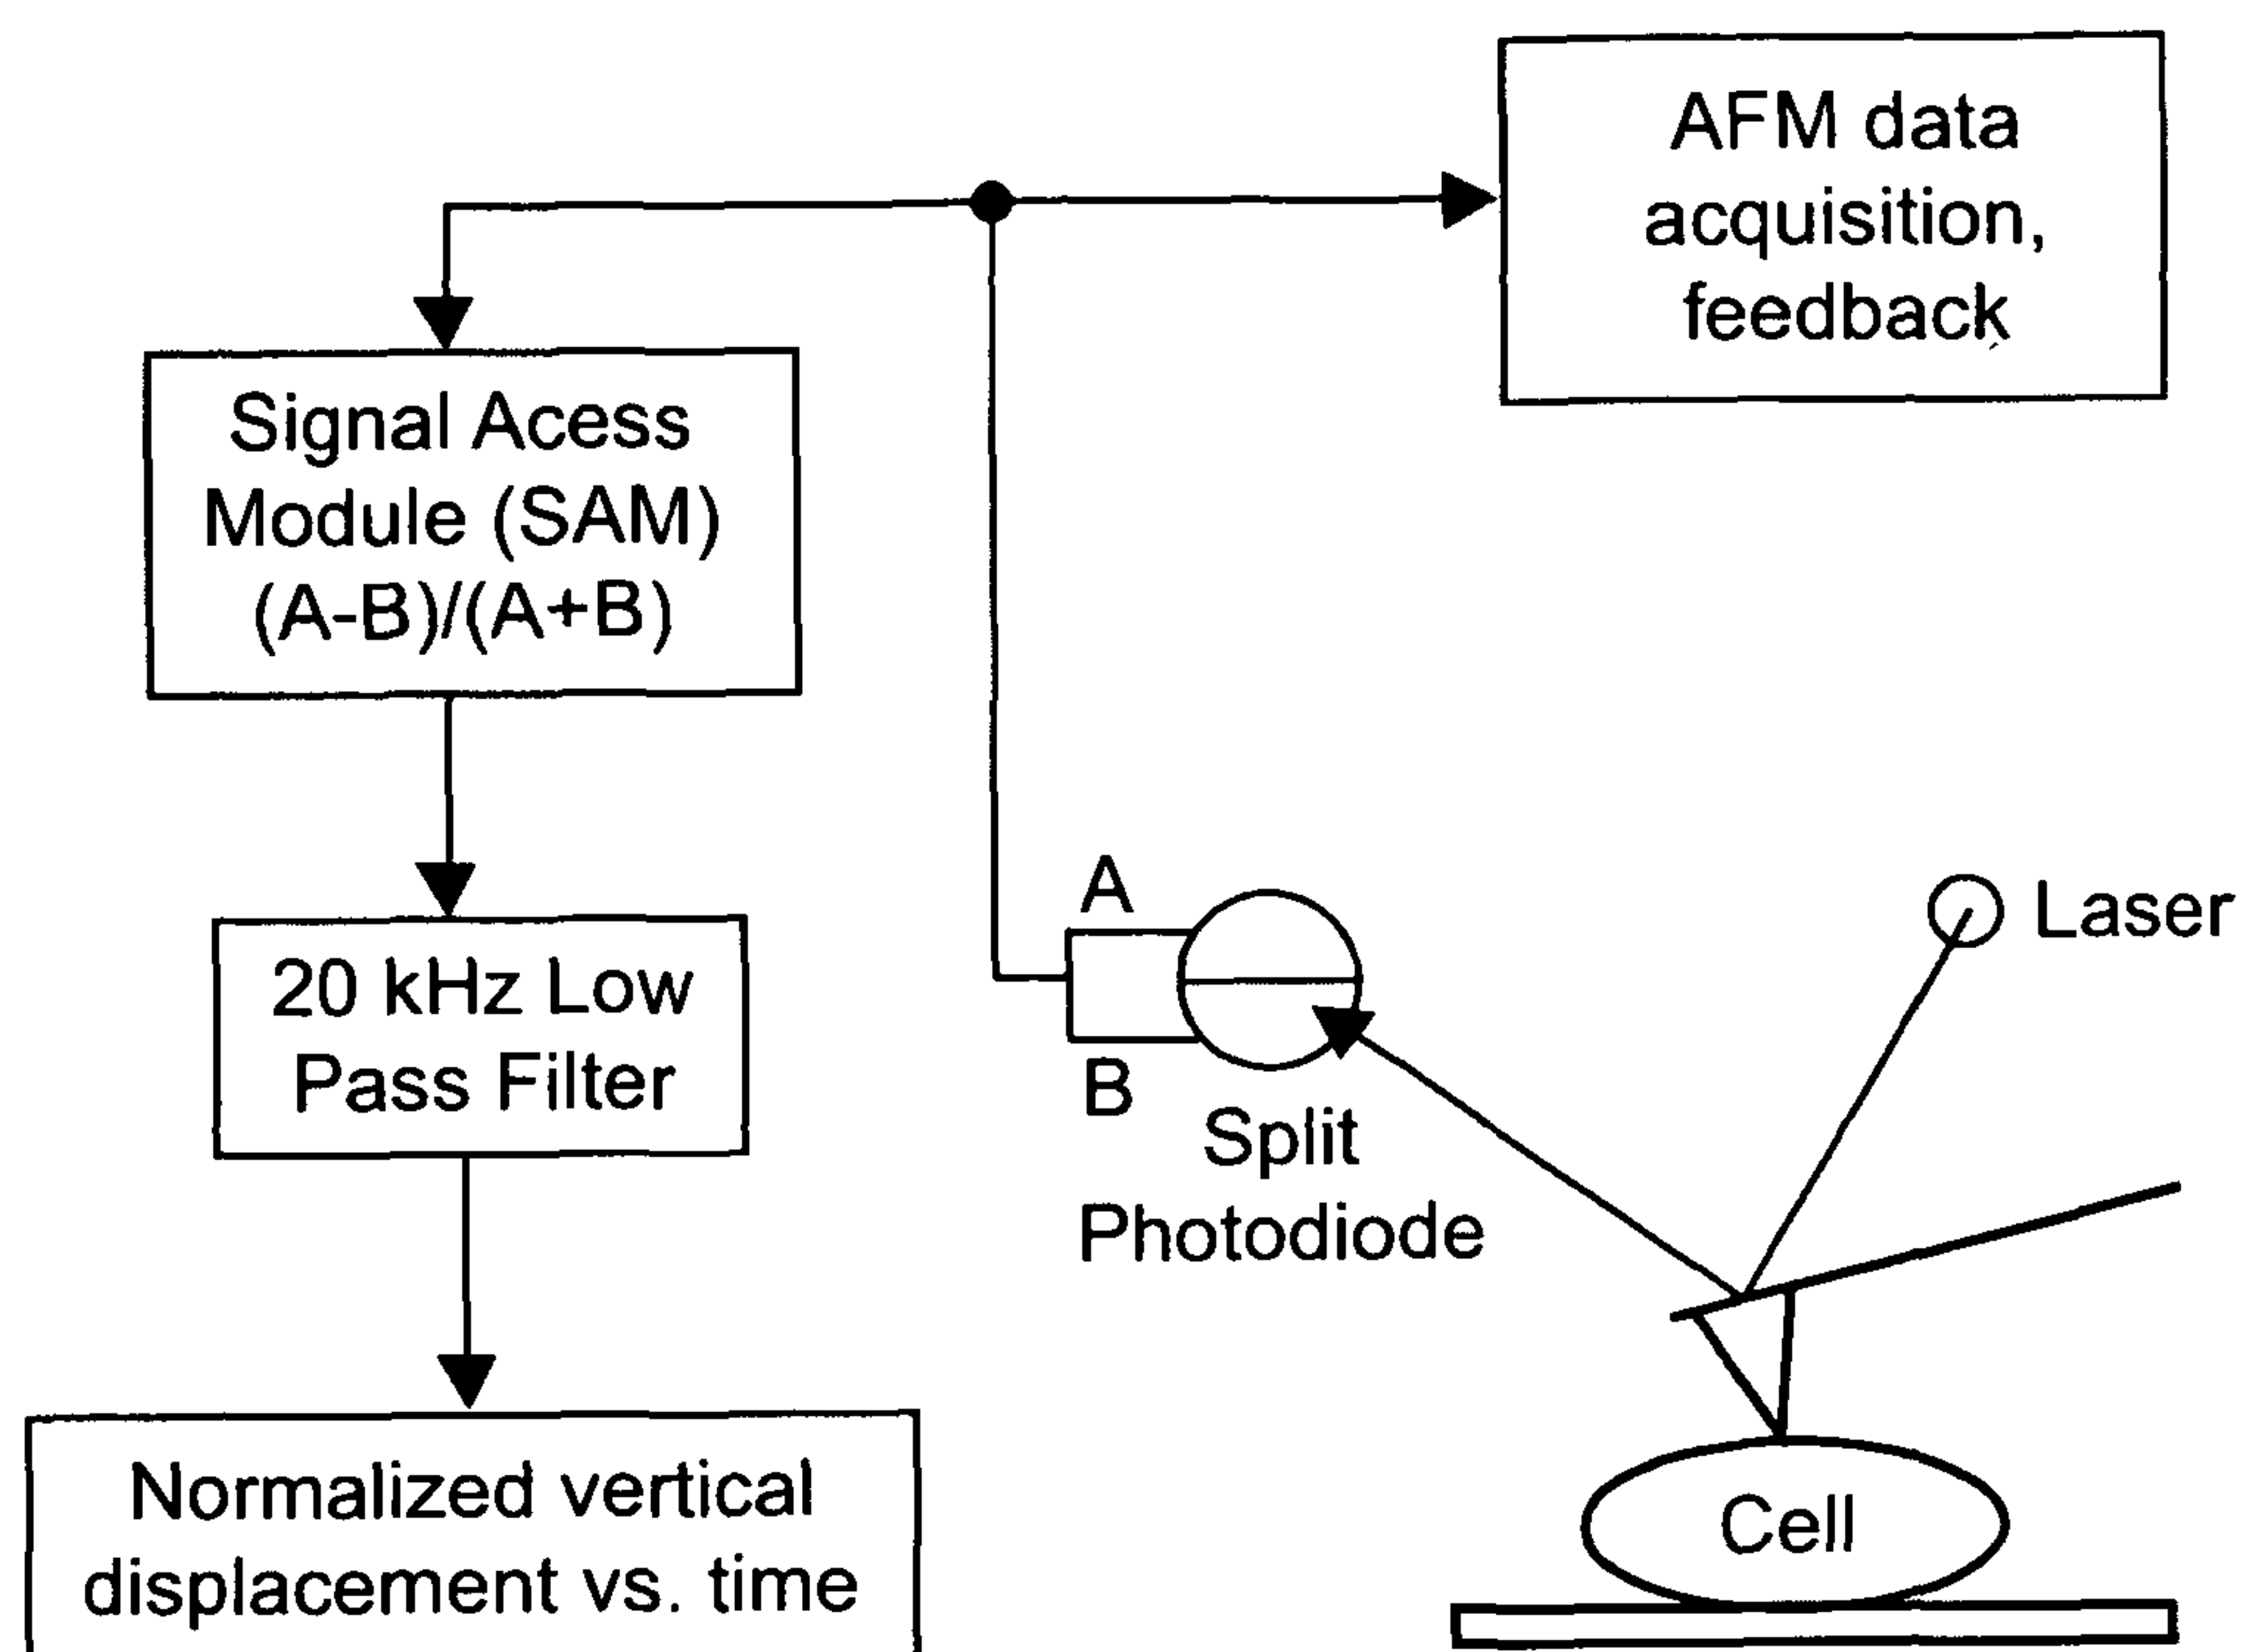 AFM data
acquisition,
feedback
Signal Acess
Module (SAM)
(A-B)/(A+B)
A
Laser
20 kHz Low
Pass Filter
B
Split
Photodiode
Normalized vertical
displacement vs. time
Cell